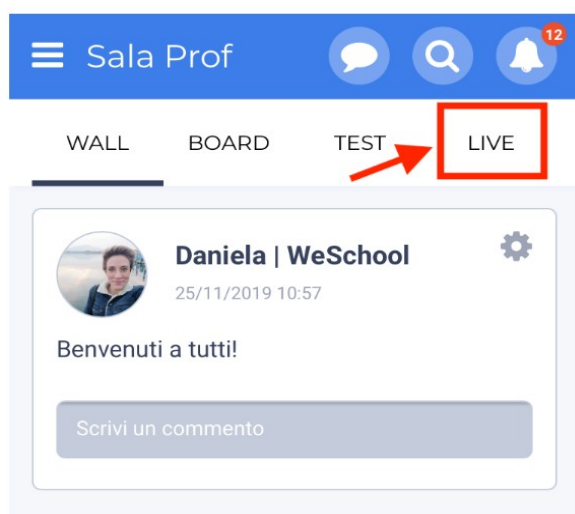 Sala Prof
12
WALL BOARD TEST LIVE
Daniela | WeSchool
25/11/2019 10:57
Benvenuti a tutti!
Scrivi un commento